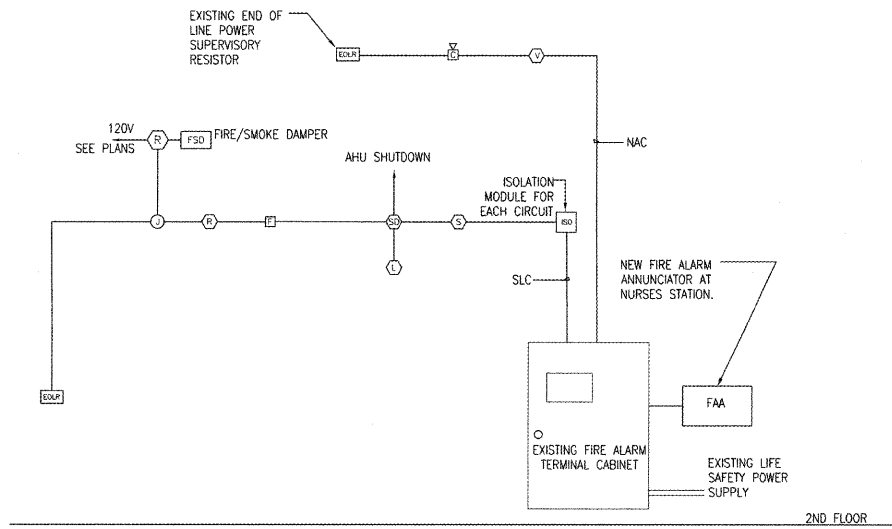 EXISTING END OF
LINE POWER
SUPERVISORY
RESISTOR
EOLR
G
V
120V
SEE PLANS
R
FSD
FIRE/SMOKE DAMPER
NAC
AHU SHUTDOWN
ISOLATION
MODULE FOR
EACH CIRCUIT
J
R
F
SD
S
ISO
L
SLC
NEW FIRE ALARM
ANNUNCIATOR AT
NURSES STATION.
EOLR
FAA
EXISTING FIRE ALARM
TERMINAL CABINET
EXISTING LIFE
SAFETY POWER
SUPPLY
2ND FLOOR